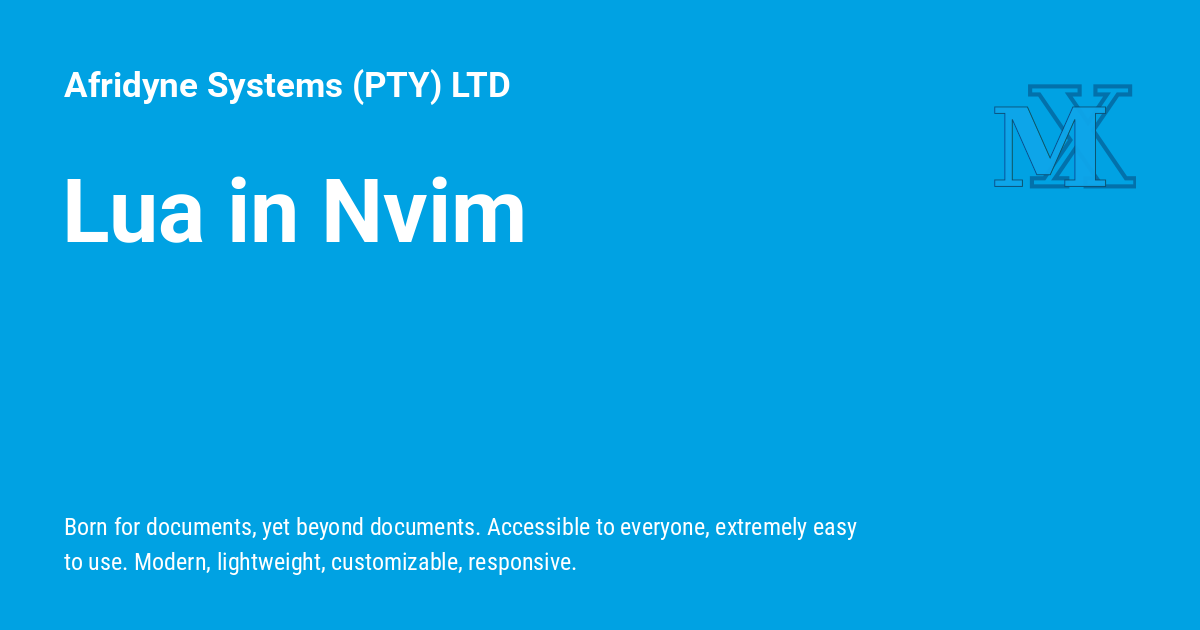 Afridyne Systems (PTY) LTD
MX
Lua in Nvim
Born for documents, yet beyond documents. Accessible to everyone, extremely easy
to use. Modern, lightweight, customizable, responsive.